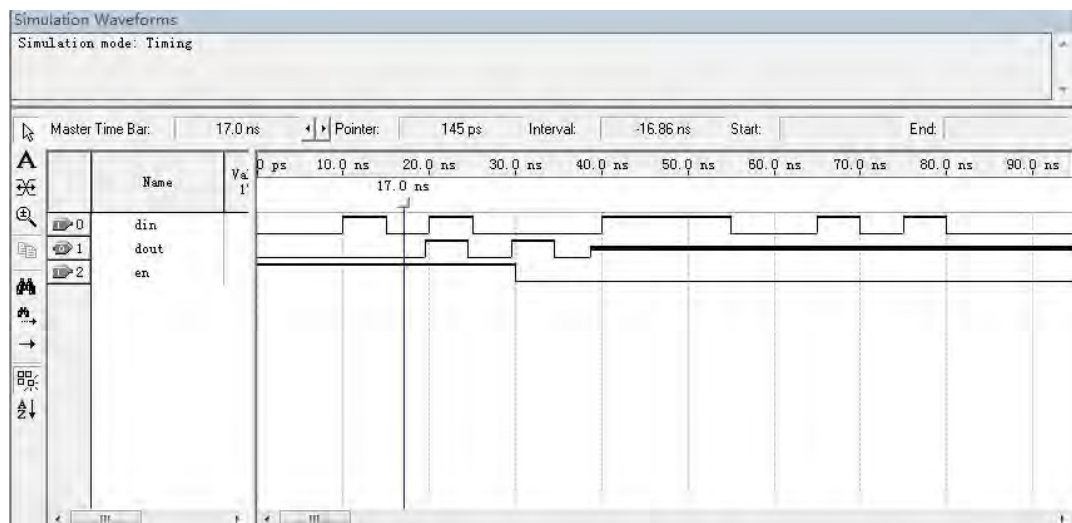 Simulation Waveforms
Simulation mode: Timing
Master Time Bar: 17.0 ns Pointer: 145 ps Interval: -16.86 ns Start: End:
Name
0 ps 10.0 ns 20.0 ns 30.0 ns 40.0 ns 50.0 ns 60.0 ns 70.0 ns 80.0 ns 90.0 ns
17.0 ns
0 din
1 dout
2 en